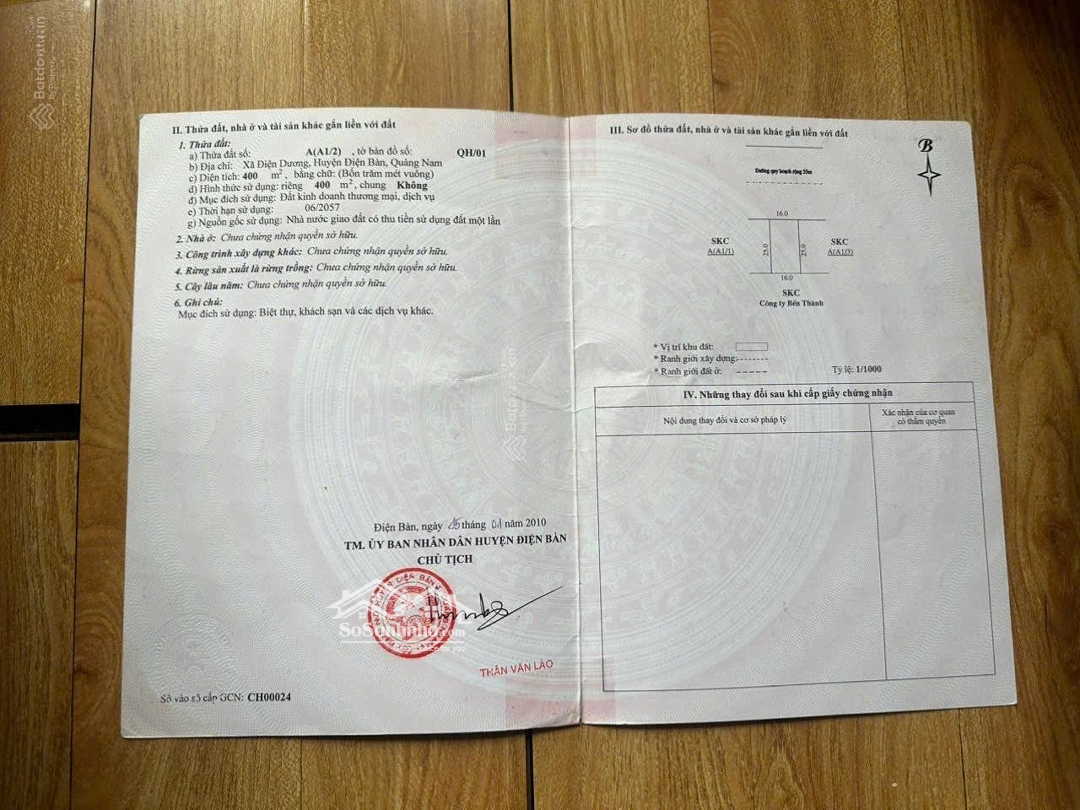 II. Thửa đất, nhà ở và tài sản khác gắn liền với đất
1. Thửa đất:
a) Thửa đất số: A(A1/2) , tờ bản đồ số: QH/01
b) Địa chỉ: Xã Điện Dương, Huyện Điện Bàn, Quảng Nam
c) Diện tích: 400 m², bằng chữ: (Bốn trăm mét vuông)
d) Hình thức sử dụng: riêng 400 m², chung Không
đ) Mục đích sử dụng: Đất kinh doanh thương mại, dịch vụ
e) Thời hạn sử dụng: 06/2057
g) Nguồn gốc sử dụng: Nhà nước giao đất có thu tiền sử dụng đất một lần
2. Nhà ở: Chưa chứng nhận quyền sở hữu.
3. Công trình xây dựng khác: Chưa chứng nhận quyền sở hữu.
4. Rừng sản xuất là rừng trồng: Chưa chứng nhận quyền sở hữu.
5. Cây lâu năm: Chưa chứng nhận quyền sở hữu.
6. Ghi chú:
Mục đích sử dụng: Biệt thự, khách sạn và các dịch vụ khác.
Điện Bàn, ngày 15 tháng 01 năm 2010
TM. ỦY BAN NHÂN DÂN HUYỆN ĐIỆN BÀN
CHỦ TỊCH
SoSanhnha.com
THÂN VĂN LÀO
Số vào sổ cấp GCN: CH00024
III. Sơ đồ thửa đất, nhà ở và tài sản khác gắn liền với đất
B
Đường quy hoạch rộng 35m
16.0
SKC
A(A1/1)
25.0
25.0
SKC
A(A1/3)
16.0
SKC
Công ty Bến Thành
* Vị trí khu đất:
* Ranh giới xây dựng:
* Ranh giới đất ở:
Tỷ lệ: 1/1000
IV. Những thay đổi sau khi cấp giấy chứng nhận
Nội dung thay đổi và cơ sở pháp lý
Xác nhận của cơ quan
có thẩm quyền
Batdongsan